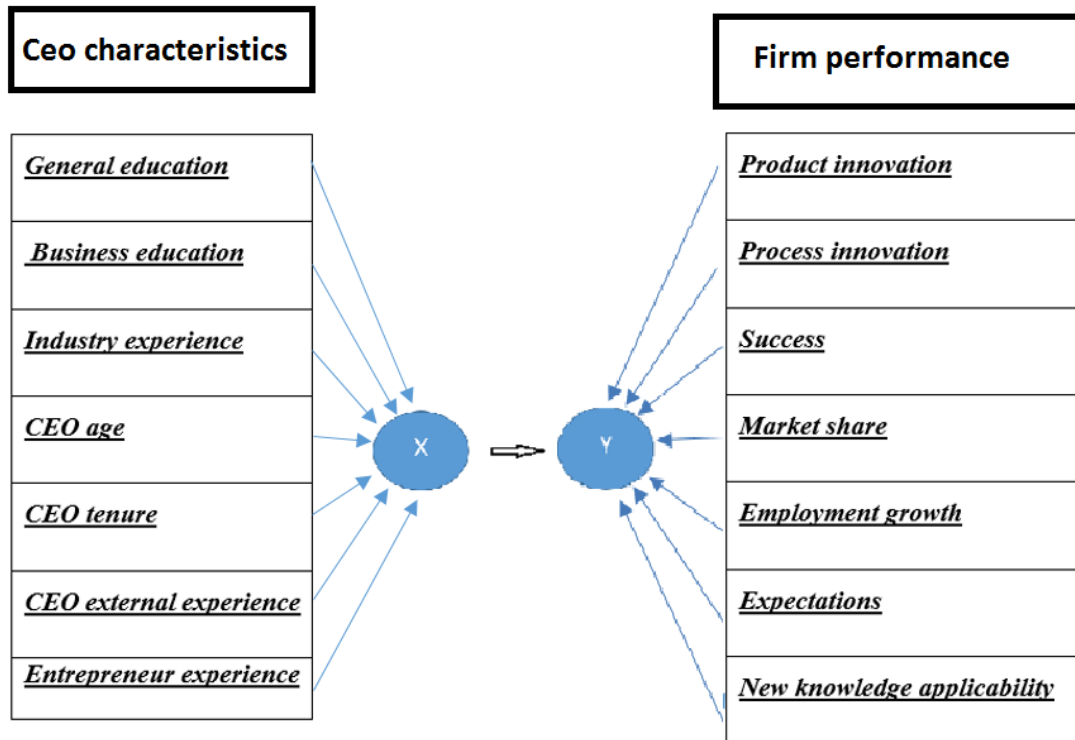 Ceo characteristics
General education
Business education
Industry experience
CEO age
CEO tenure
CEO external experience
Entrepreneur experience
X
Y
Firm performance
Product innovation
Process innovation
Success
Market share
Employment growth
Expectations
New knowledge applicability